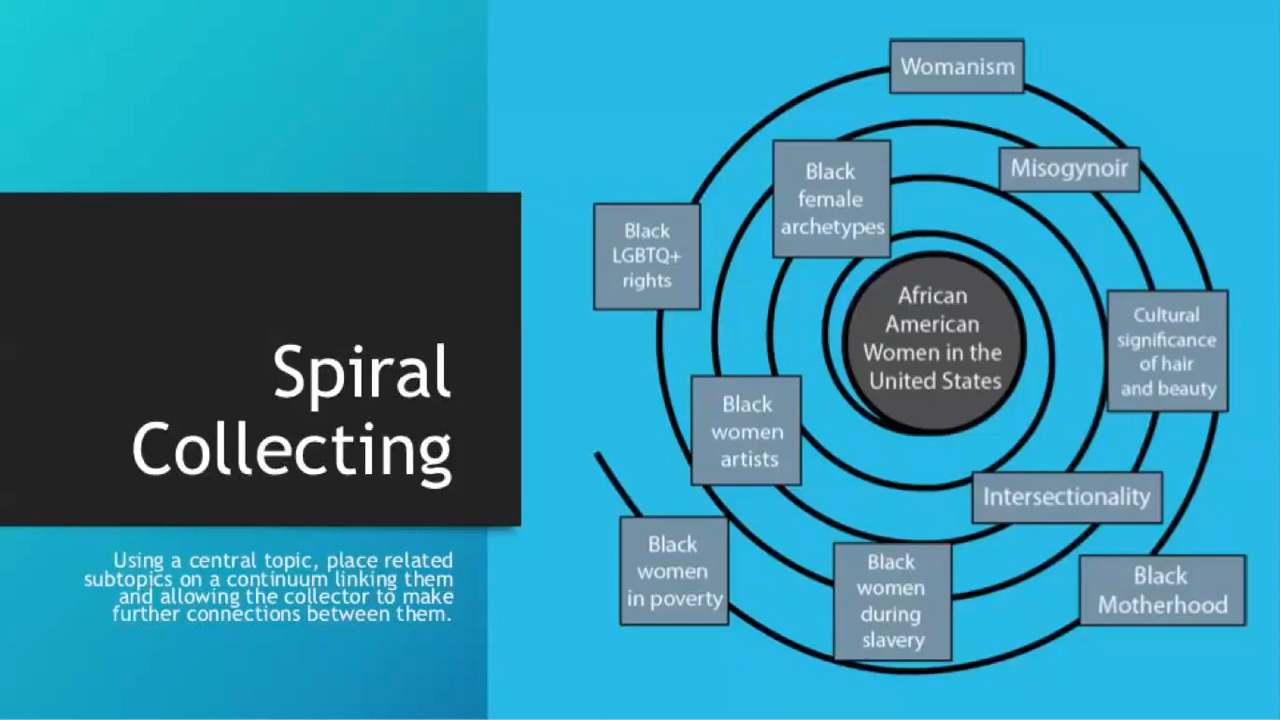 Spiral
Collecting
Using a central topic, place related
subtopics on a continuum linking them
and allowing the collector to make
further connections between them.
Womanism
Misogynoir
Black
female
archetypes
Black
LGBTQ+
rights
African
American
Women in the
United States
Cultural
significance
of hair
and beauty
Black
women
artists
Intersectionality
Black
women
in poverty
Black
women
during
slavery
Black
Motherhood